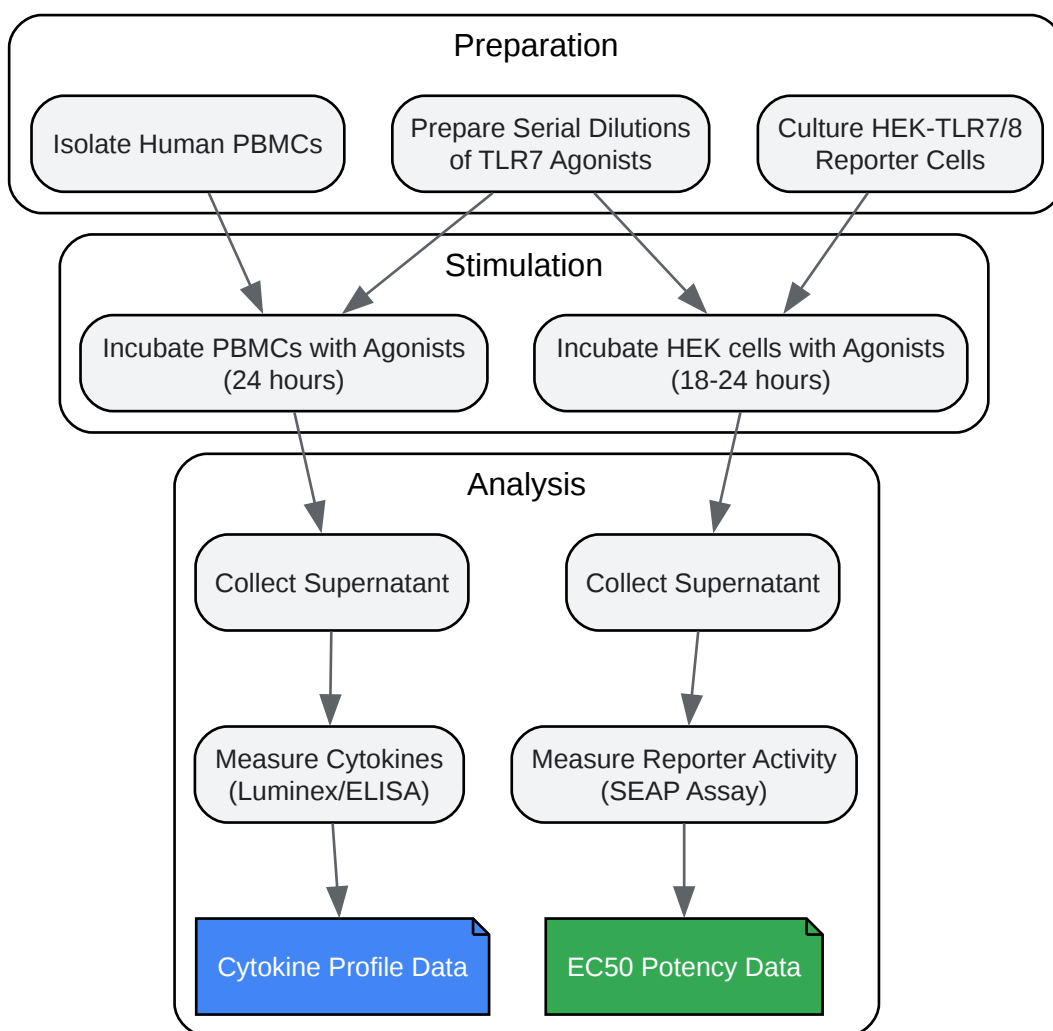 Preparation
Isolate Human PBMCs
Prepare Serial Dilutions
of TLR7 Agonists
Culture HEK-TLR7/8
Reporter Cells
Stimulation
Incubate PBMCs with Agonists
(24 hours)
Incubate HEK cells with Agonists
(18-24 hours)
Analysis
Collect Supernatant
Collect Supernatant
Measure Cytokines
(Luminex/ELISA)
Measure Reporter Activity
(SEAP Assay)
Cytokine Profile Data
EC50 Potency Data